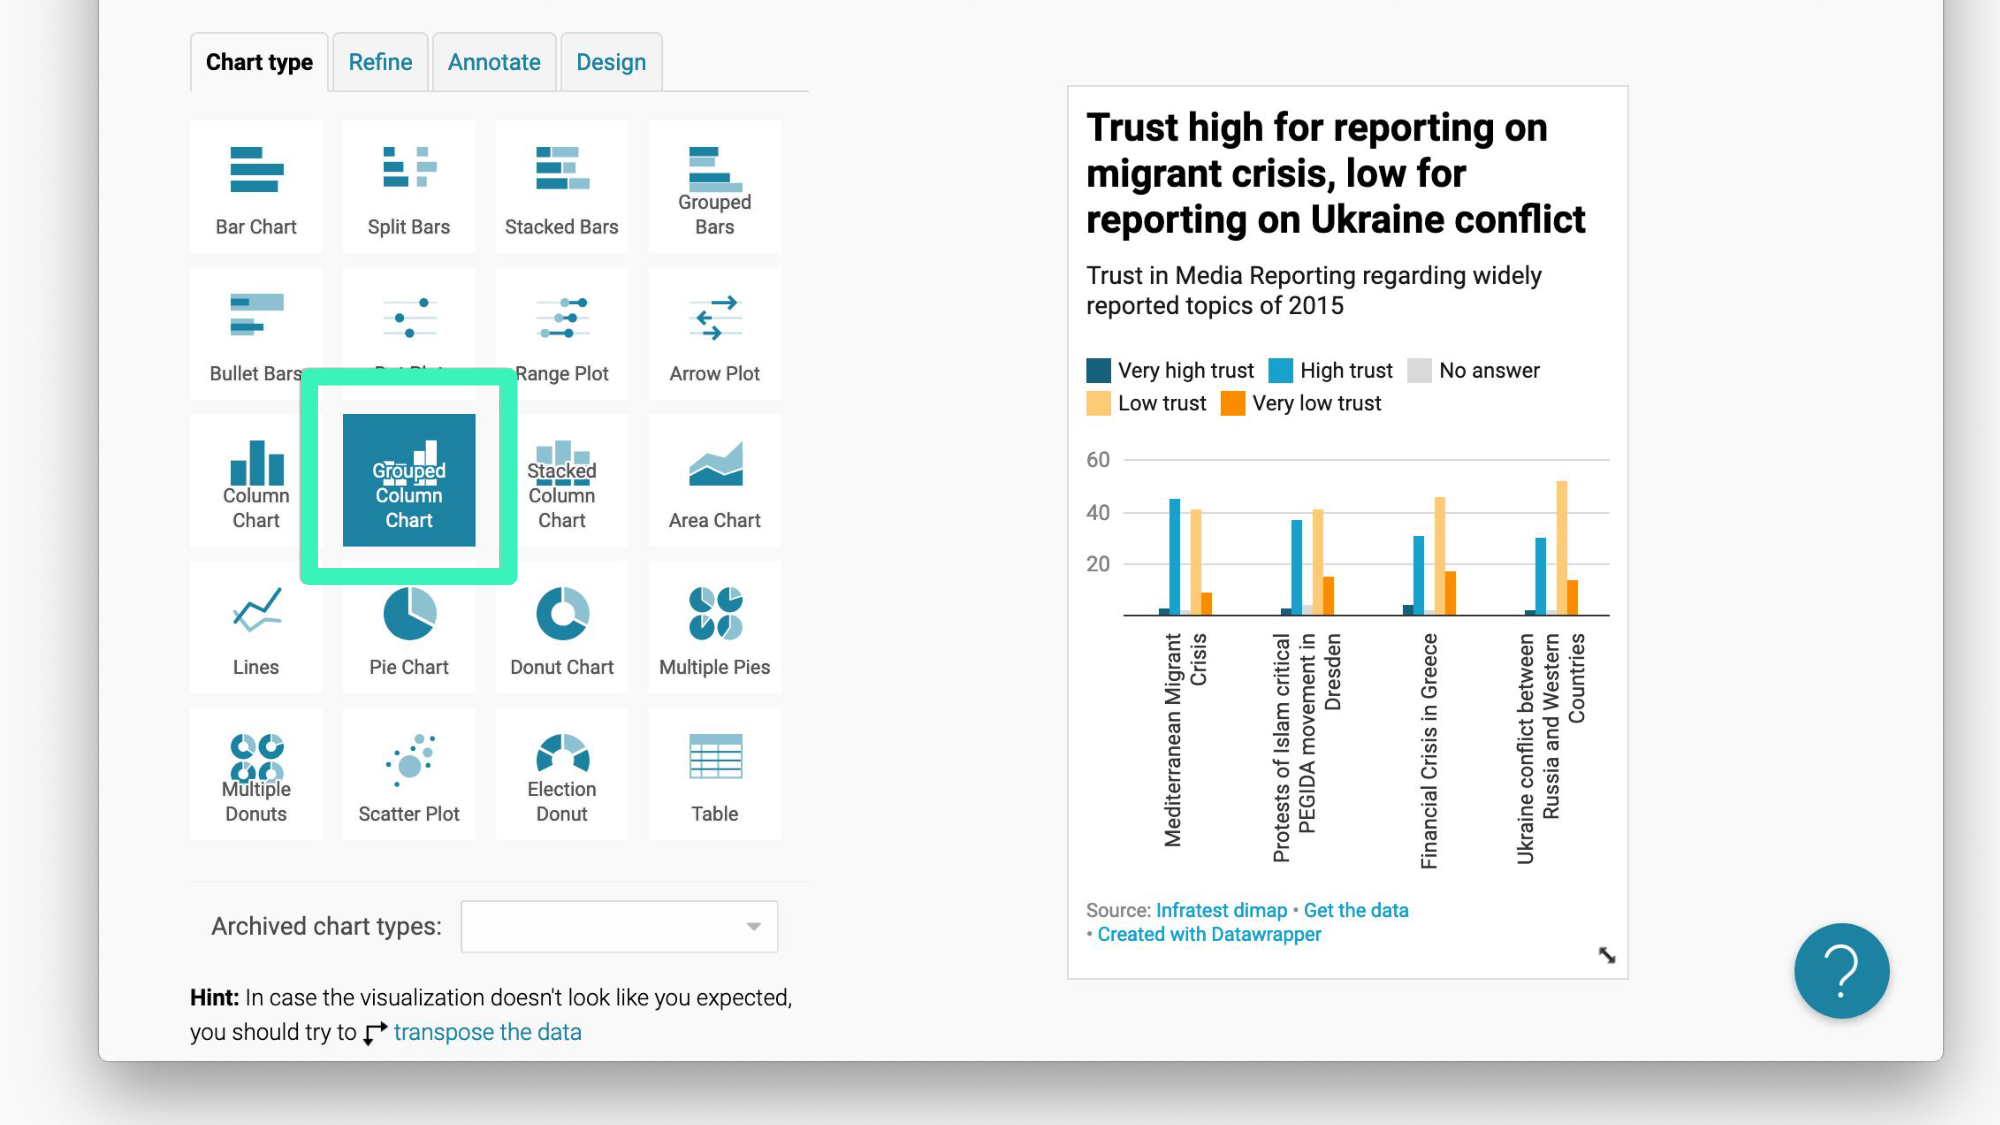 Chart type
Refine
Annotate
Design
Bar Chart
Split Bars
Stacked Bars
Grouped
Bars
Bullet Bars
Range Plot
Arrow Plot
Column
Chart
Grouped
Column
Chart
Stacked
Column
Chart
Area Chart
Lines
Pie Chart
Donut Chart
Multiple Pies
Multiple
Donuts
Scatter Plot
Election
Donut
Table
Archived chart types:
Hint: In case the visualization doesn't look like you expected,
you should try to transpose the data
Trust high for reporting on
migrant crisis, low for
reporting on Ukraine conflict
Trust in Media Reporting regarding widely
reported topics of 2015
Very high trust
High trust
No answer
Low trust
Very low trust
60
40
20
Mediterranean Migrant
Crisis
Protests of Islam critical
PEGIDA movement in
Dresden
Financial Crisis in Greece
Ukraine conflict between
Russia and Western
Countries
Source: Infratest dimap • Get the data
• Created with Datawrapper
?